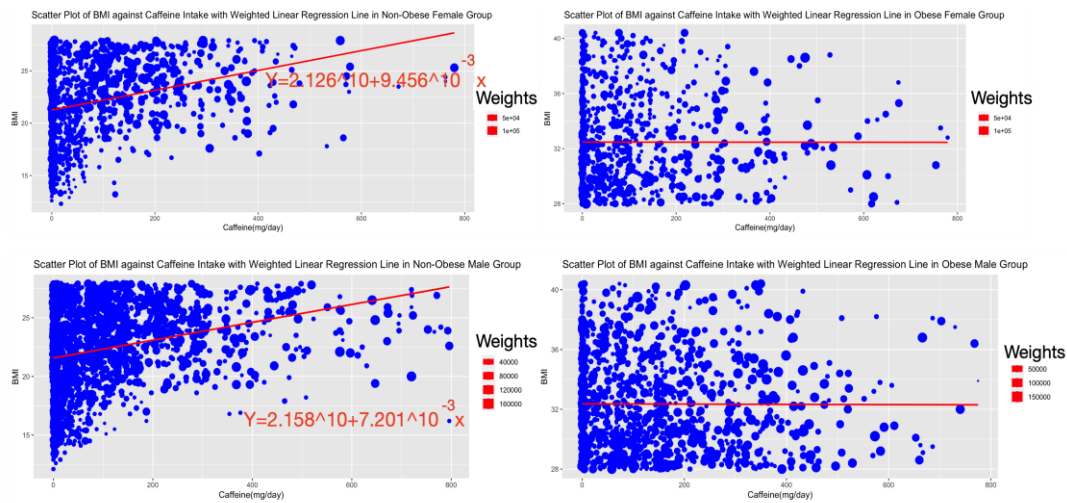 Scatter Plot of BMI against Caffeine Intake with Weighted Linear Regression Line in Non-Obese Female Group
BMI
25
20
15
0
200
400
600
800
Caffeine(mg/day)
Y=2.126^10+9.456^10 -3 x
Weights
5e+04
1e+05
Scatter Plot of BMI against Caffeine Intake with Weighted Linear Regression Line in Obese Female Group
BMI
40
36
32
28
0
200
400
600
800
Caffeine(mg/day)
Weights
5e+04
1e+05
Scatter Plot of BMI against Caffeine Intake with Weighted Linear Regression Line in Non-Obese Male Group
BMI
25
20
15
0
200
400
600
800
Caffeine(mg/day)
Y=2.158^10+7.201^10 -3 x
Weights
40000
80000
120000
160000
Scatter Plot of BMI against Caffeine Intake with Weighted Linear Regression Line in Obese Male Group
BMI
40
36
32
28
0
200
400
600
800
Caffeine(mg/day)
Weights
50000
100000
150000